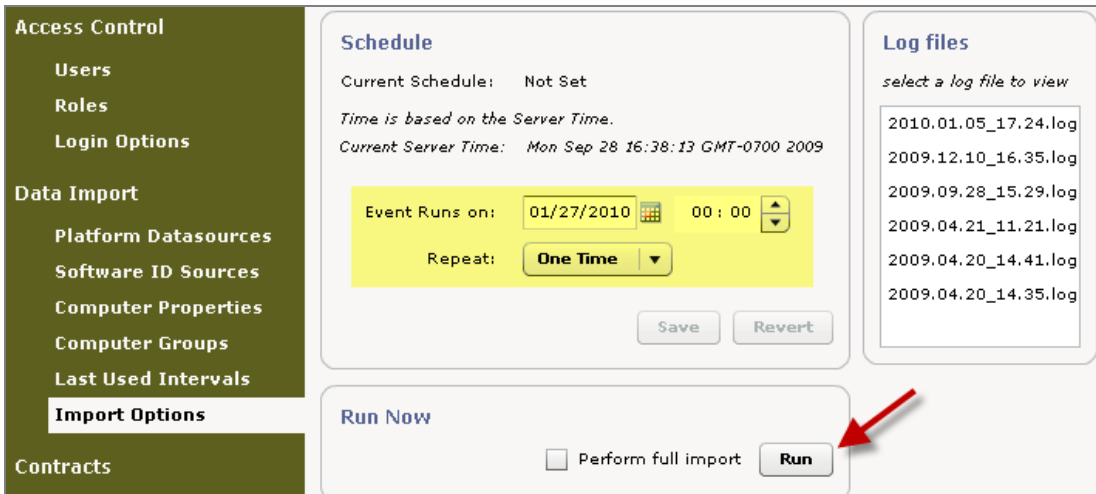 Access Control
Users
Roles
Login Options
Data Import
Platform Datasources
Software ID Sources
Computer Properties
Computer Groups
Last Used Intervals
Import Options
Contracts
Schedule
Current Schedule: Not Set
Time is based on the Server Time.
Current Server Time: Mon Sep 28 16:38:13 GMT-0700 2009
Event Runs on: 01/27/2010 00 : 00
Repeat: One Time
Save Revert
Run Now
Perform full import Run
Log files
select a log file to view
2010.01.05_17.24.log
2009.12.10_16.35.log
2009.09.28_15.29.log
2009.04.21_11.21.log
2009.04.20_14.41.log
2009.04.20_14.35.log